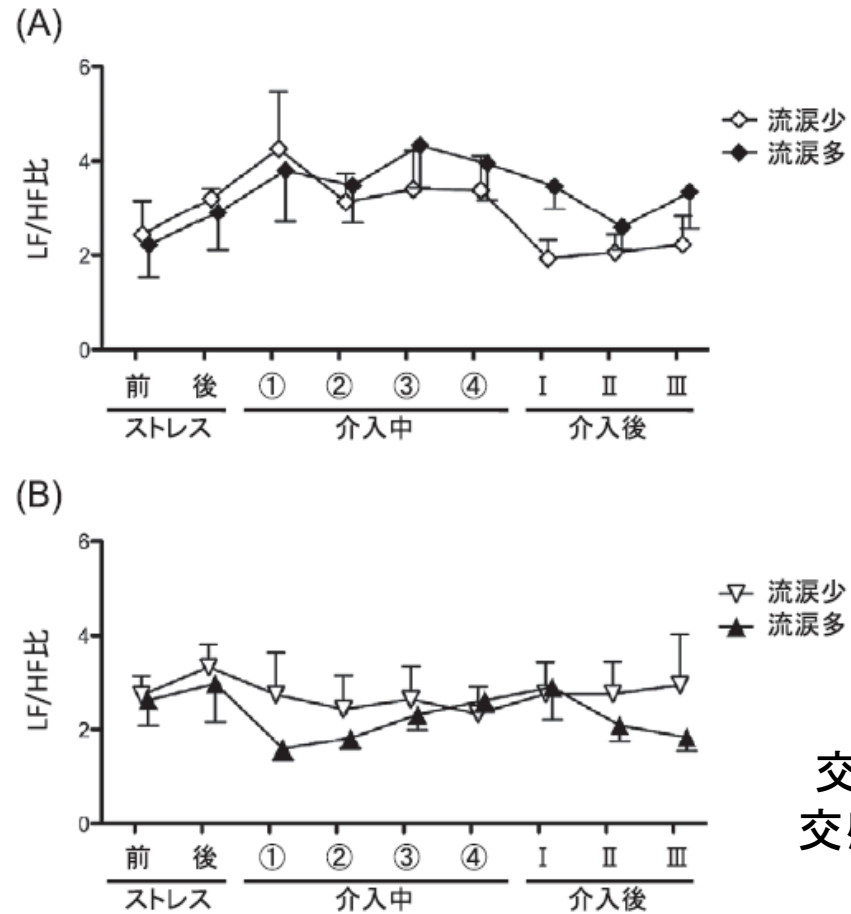 (A)
6
4
2
0
LF/HF比
流涙少
流涙多
前 後 ① ② ③ ④ Ⅰ Ⅱ Ⅲ
ストレス 介入中 介入後
(B)
6
4
2
0
LF/HF比
流涙少
流涙多
前 後 ① ② ③ ④ Ⅰ Ⅱ Ⅲ
ストレス 介入中 介入後
交
交